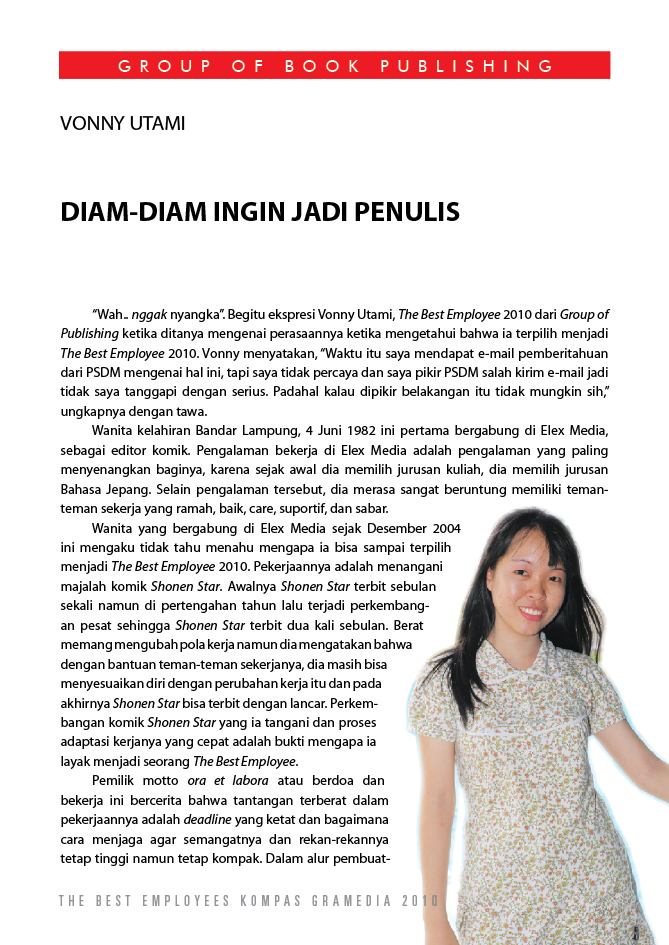 GROUP OF BOOK PUBLISHING
VONNY UTAMI
DIAM-DIAM INGIN JADI PENULIS
“Wah.. nggak nyangka”. Begitu ekspresi Vonny Utami, The Best Employee 2010 dari Group of
Publishing ketika ditanya mengenai perasaannya ketika mengetahui bahwa ia terpilih menjadi
The Best Employee 2010. Vonny menyatakan, “Waktu itu saya mendapat e-mail pemberitahuan
dari PSDM mengenai hal ini, tapi saya tidak percaya dan saya pikir PSDM salah kirim e-mail jadi
tidak saya tanggapi dengan serius. Padahal kalau dipikir belakangan itu tidak mungkin sih,”
ungkapnya dengan tawa.
Wanita kelahiran Bandar Lampung, 4 Juni 1982 ini pertama bergabung di Elex Media,
sebagai editor komik. Pengalaman bekerja di Elex Media adalah pengalaman yang paling
menyenangkan baginya, karena sejak awal dia memilih jurusan kuliah, dia memilih jurusan
Bahasa Jepang. Selain pengalaman tersebut, dia merasa sangat beruntung memiliki teman-
teman sekerja yang ramah, baik, care, suportif, dan sabar.
Wanita yang bergabung di Elex Media sejak Desember 2004
ini mengaku tidak tahu menahu mengapa ia bisa sampai terpilih
menjadi The Best Employee 2010. Pekerjaannya adalah menangani
majalah komik Shonen Star. Awalnya Shonen Star terbit sebulan
sekali namun di pertengahan tahun lalu terjadi perkembang-
an pesat sehingga Shonen Star terbit dua kali sebulan. Berat
memang mengubah pola kerja namun dia mengatakan bahwa
dengan bantuan teman-teman sekerjanya, dia masih bisa
menyesuaikan diri dengan perubahan kerja itu dan pada
akhirnya Shonen Star bisa terbit dengan lancar. Perkem-
bangan komik Shonen Star yang ia tangani dan proses
adaptasi kerjanya yang cepat adalah bukti mengapa ia
layak menjadi seorang The Best Employee.
Pemilik motto ora et labora atau berdoa dan
bekerja ini bercerita bahwa tantangan terberat dalam
pekerjaannya adalah deadline yang ketat dan bagaimana
cara menjaga agar semangatnya dan rekan-rekannya
tetap tinggi namun tetap kompak. Dalam alur pembuat-
THE BEST EMPLOYEES KOMPAS GRAMEDIA 2010